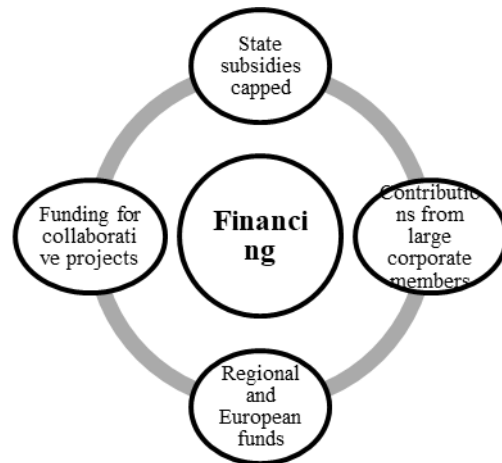 State
subsidies
capped
Funding for
collaborati
ve projects
Financi
ng
Contributio
ns from
large
corporate
members
Regional
and
European
funds